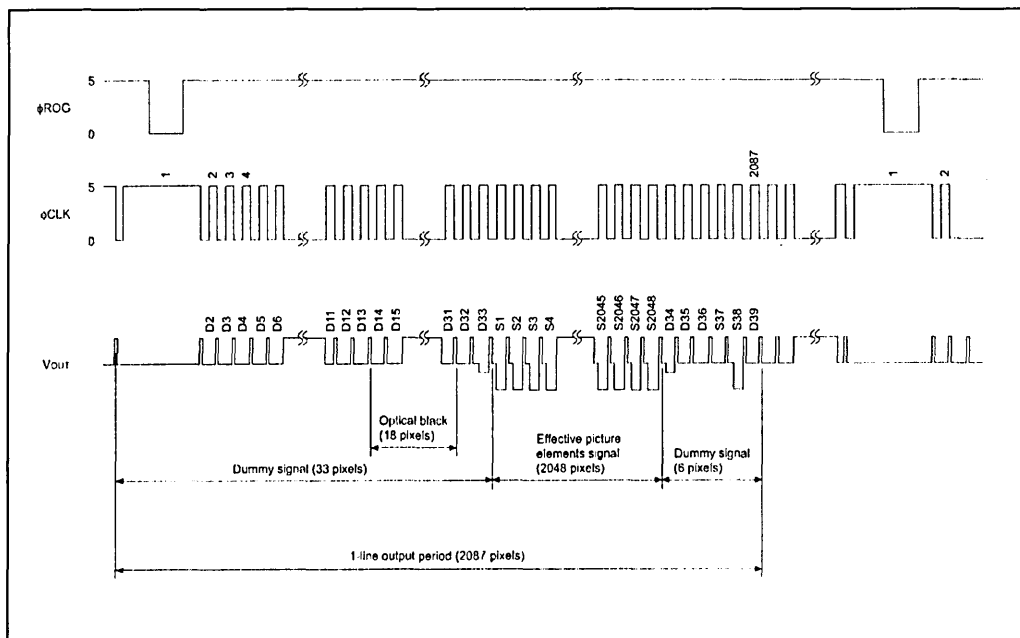 5
φROG
0
1
2
3
4
2087
1
2
5
φCLK
0
D2
D3
D4
D5
D6
D11
D12
D13
D14
D15
D31
D32
D33
S1
S2
S3
S4
S2045
S2046
S2047
S2048
D34
D35
D36
S37
S38
D39
VOUT
Optical black
(18 pixels)
Effective picture
elements signal
(2048 pixels)
Dummy signal
(6 pixels)
Dummy signal (33 pixels)
1-line output period (2087 pixels)